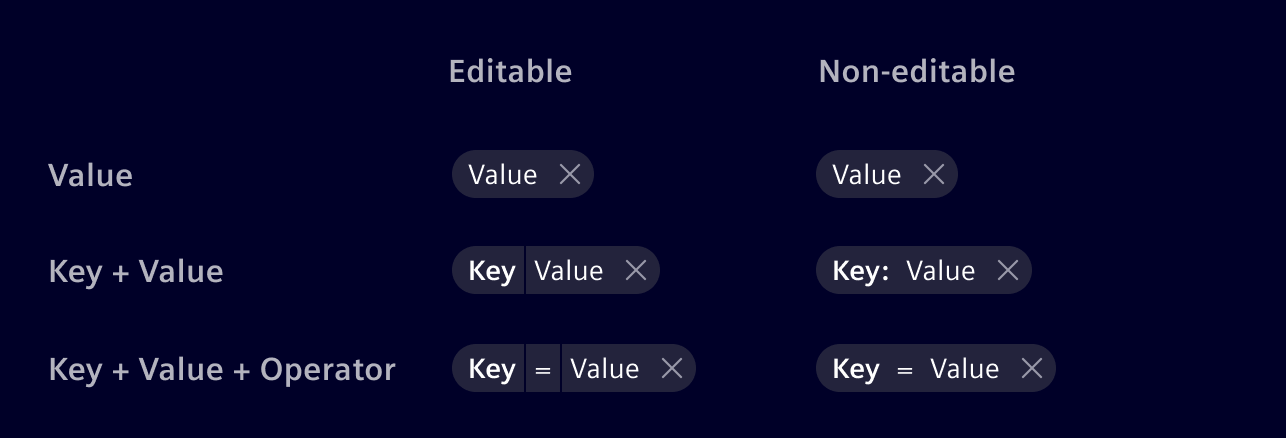 Editable Non-editable
Value Value Value
Key + Value Key Value Key: Value
Key + Value + Operator Key = Value Key = Value